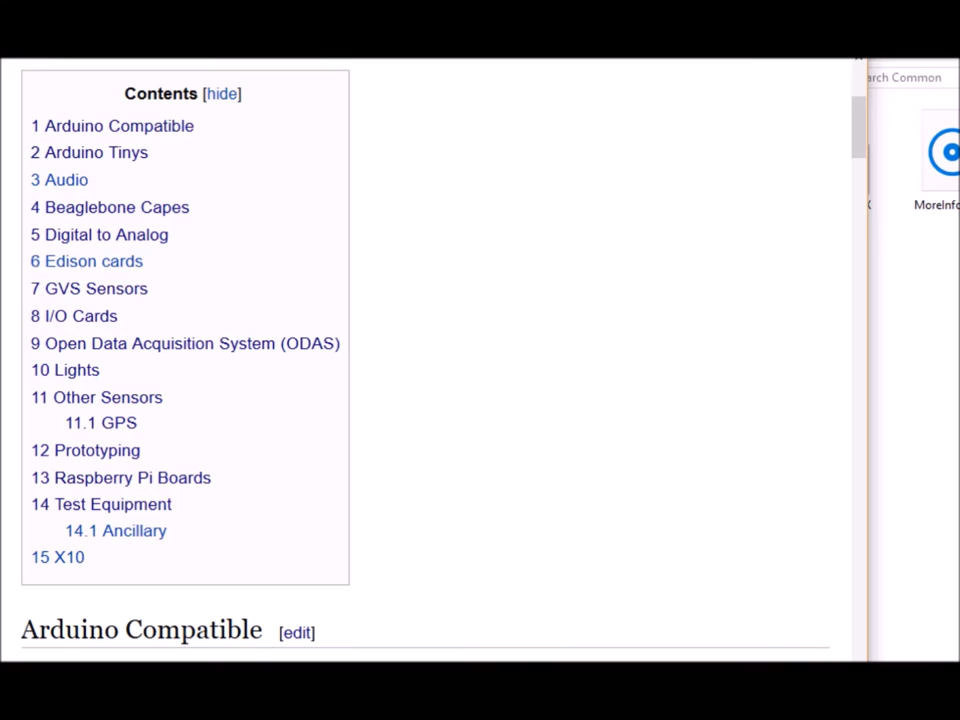 Contents [hide]
1 Arduino Compatible
2 Arduino Tinys
3 Audio
4 Beaglebone Capes
5 Digital to Analog
6 Edison cards
7 GVS Sensors
8 I/O Cards
9 Open Data Acquisition System (ODAS)
10 Lights
11 Other Sensors
11.1 GPS
12 Prototyping
13 Raspberry Pi Boards
14 Test Equipment
14.1 Ancillary
15 X10
Arduino Compatible [edit]
Common